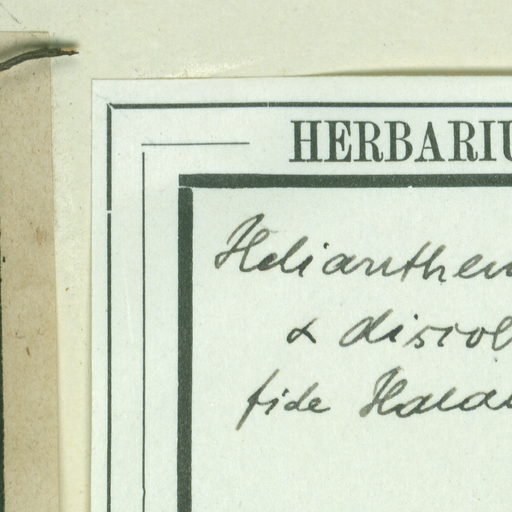 HERBARIU
Helianthem
α discol
fide Halac